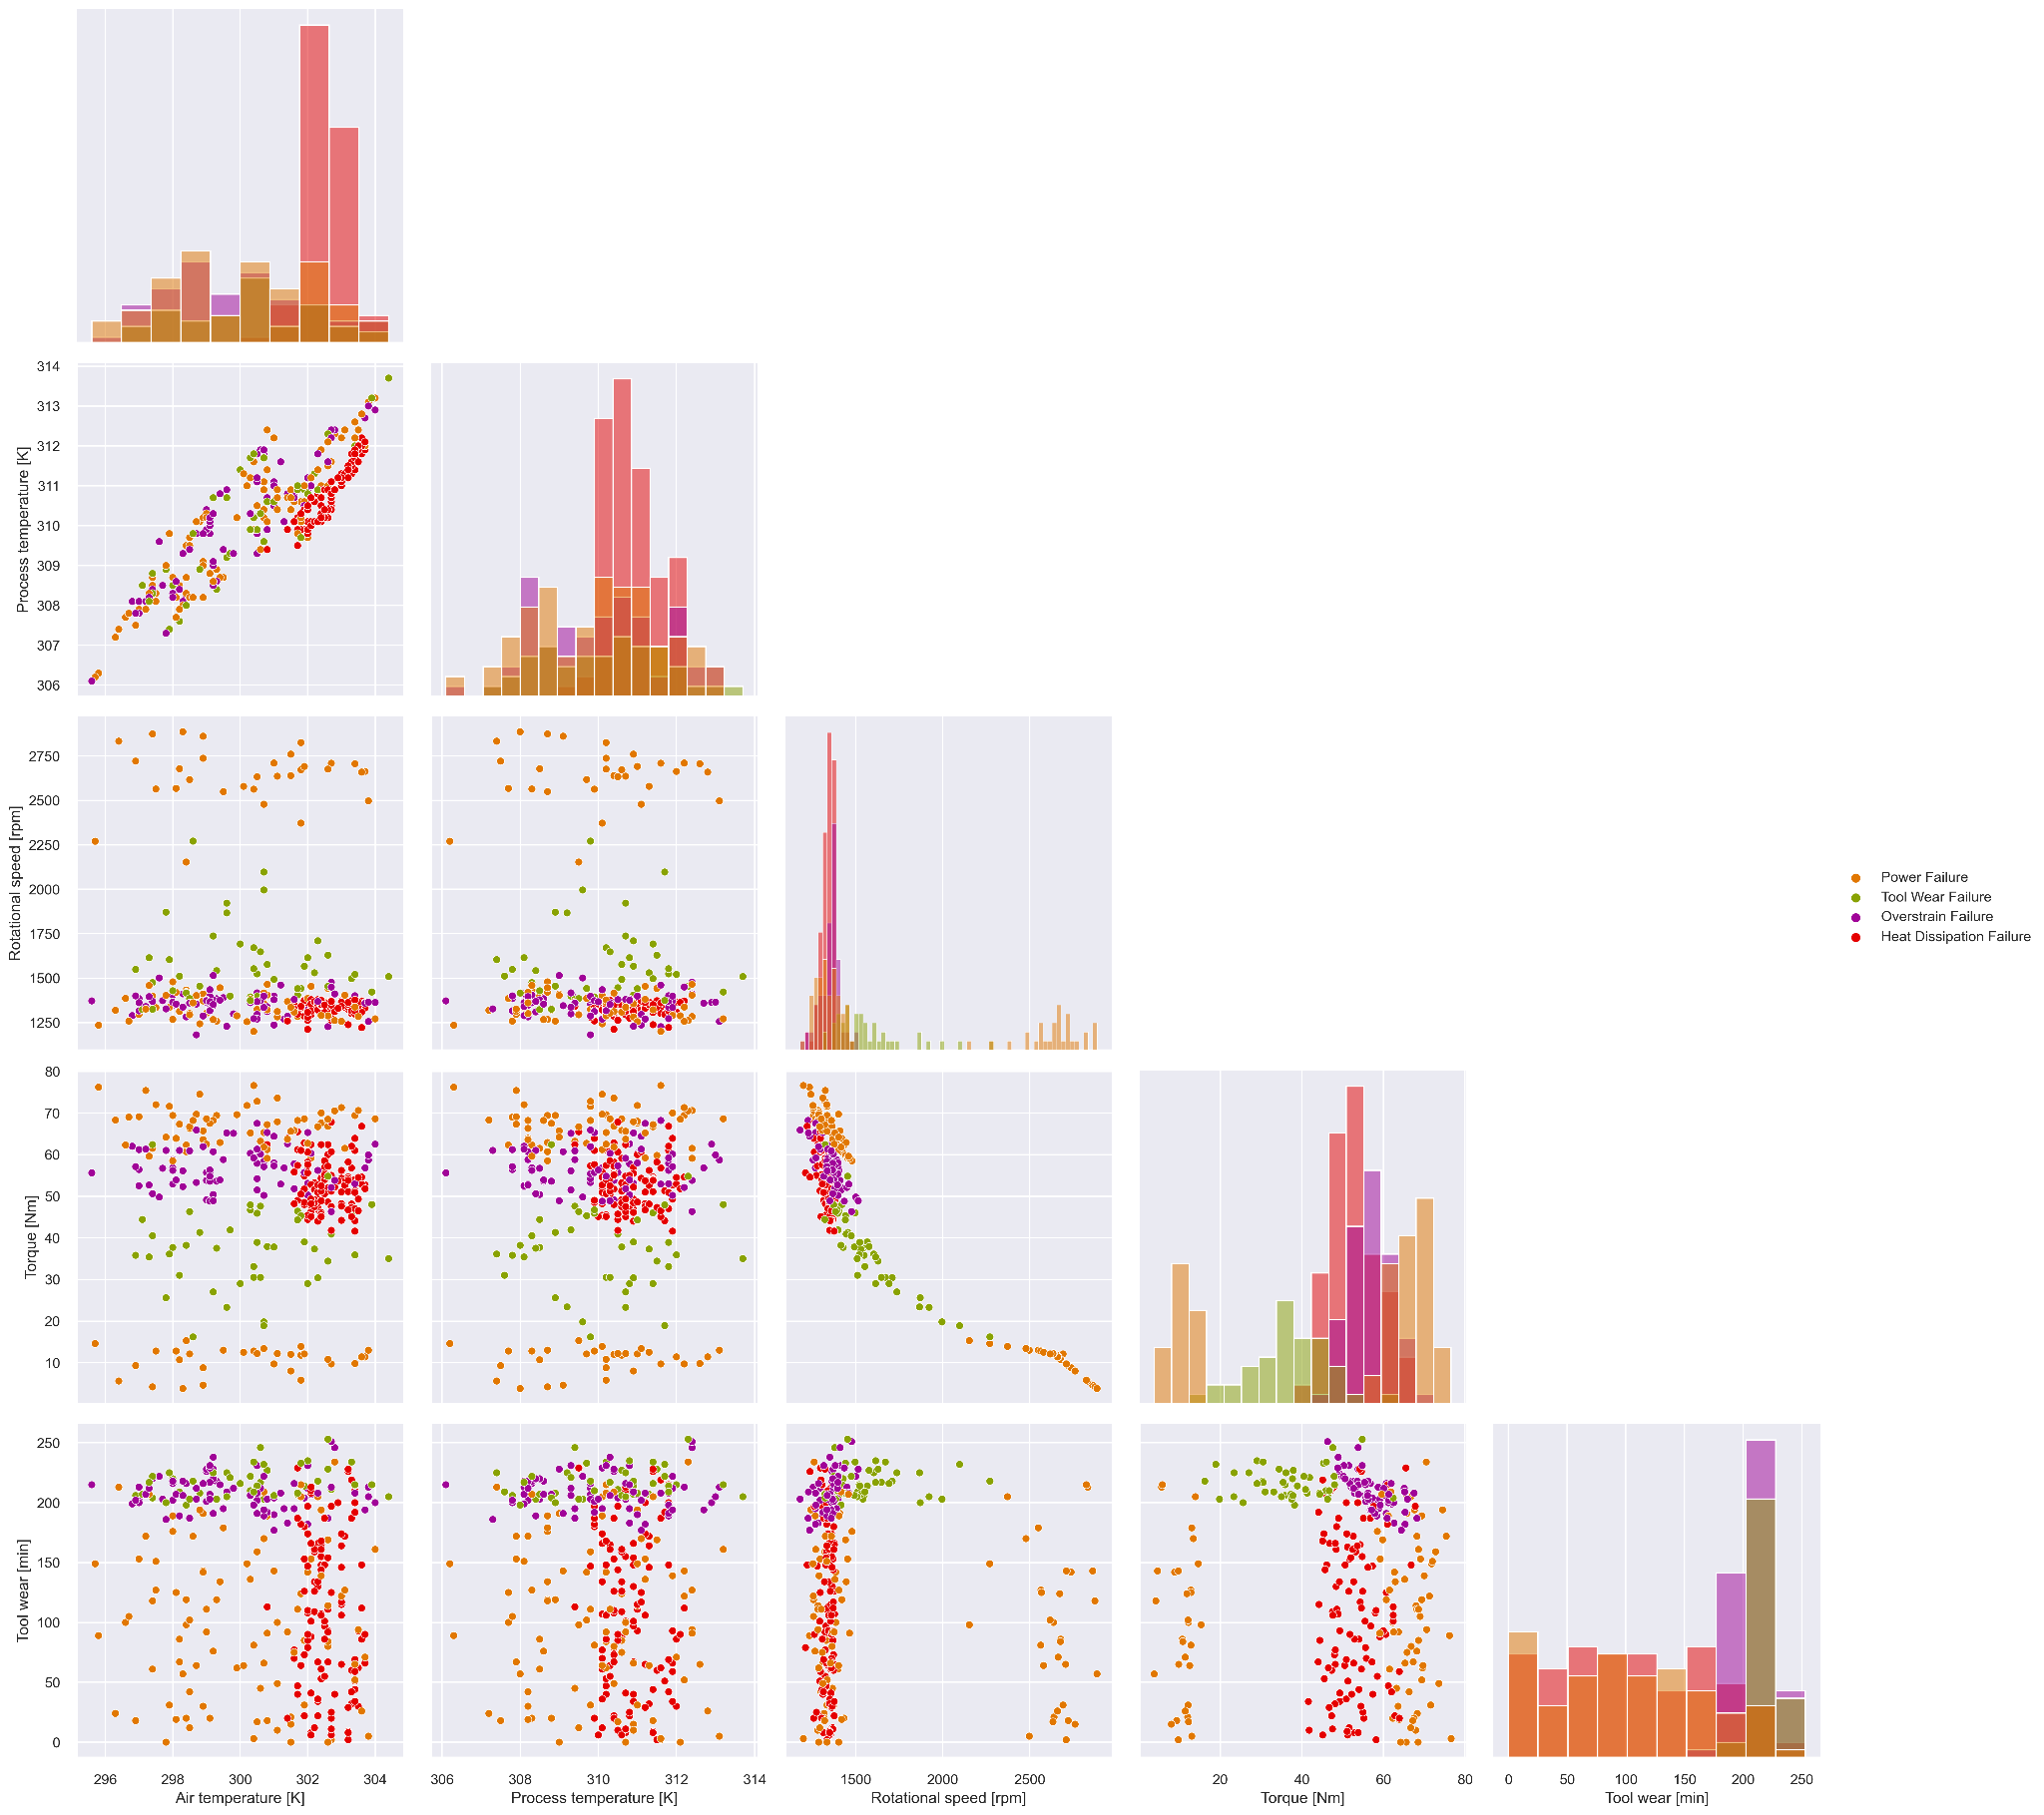 314
313
312
311
310
309
308
307
306
Process temperature [K]
2750
2500
2250
2000
1750
1500
1250
Rotational speed [rpm]
Power Failure
Tool Wear Failure
Overstrain Failure
Heat Dissipation Failure
80
70
60
50
40
30
20
10
Torque [Nm]
250
200
150
100
50
0
Tool wear [min]
296 298 300 302 304
Air temperature [K]
306 308 310 312 314
Process temperature [K]
1500 2000 2500
Rotational speed [rpm]
20 40 60 80
Torque [Nm]
0 50 100 150 200 250
Tool wear [min]